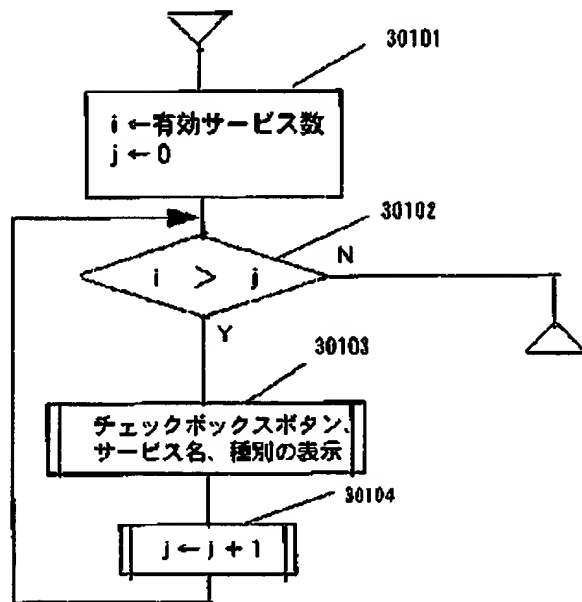 30101
i←有効サービス数
j←0
30102
i > j
N
Y
30103
チェックボックスボタン、
サービス名、種別の表示
30104
j←j+1